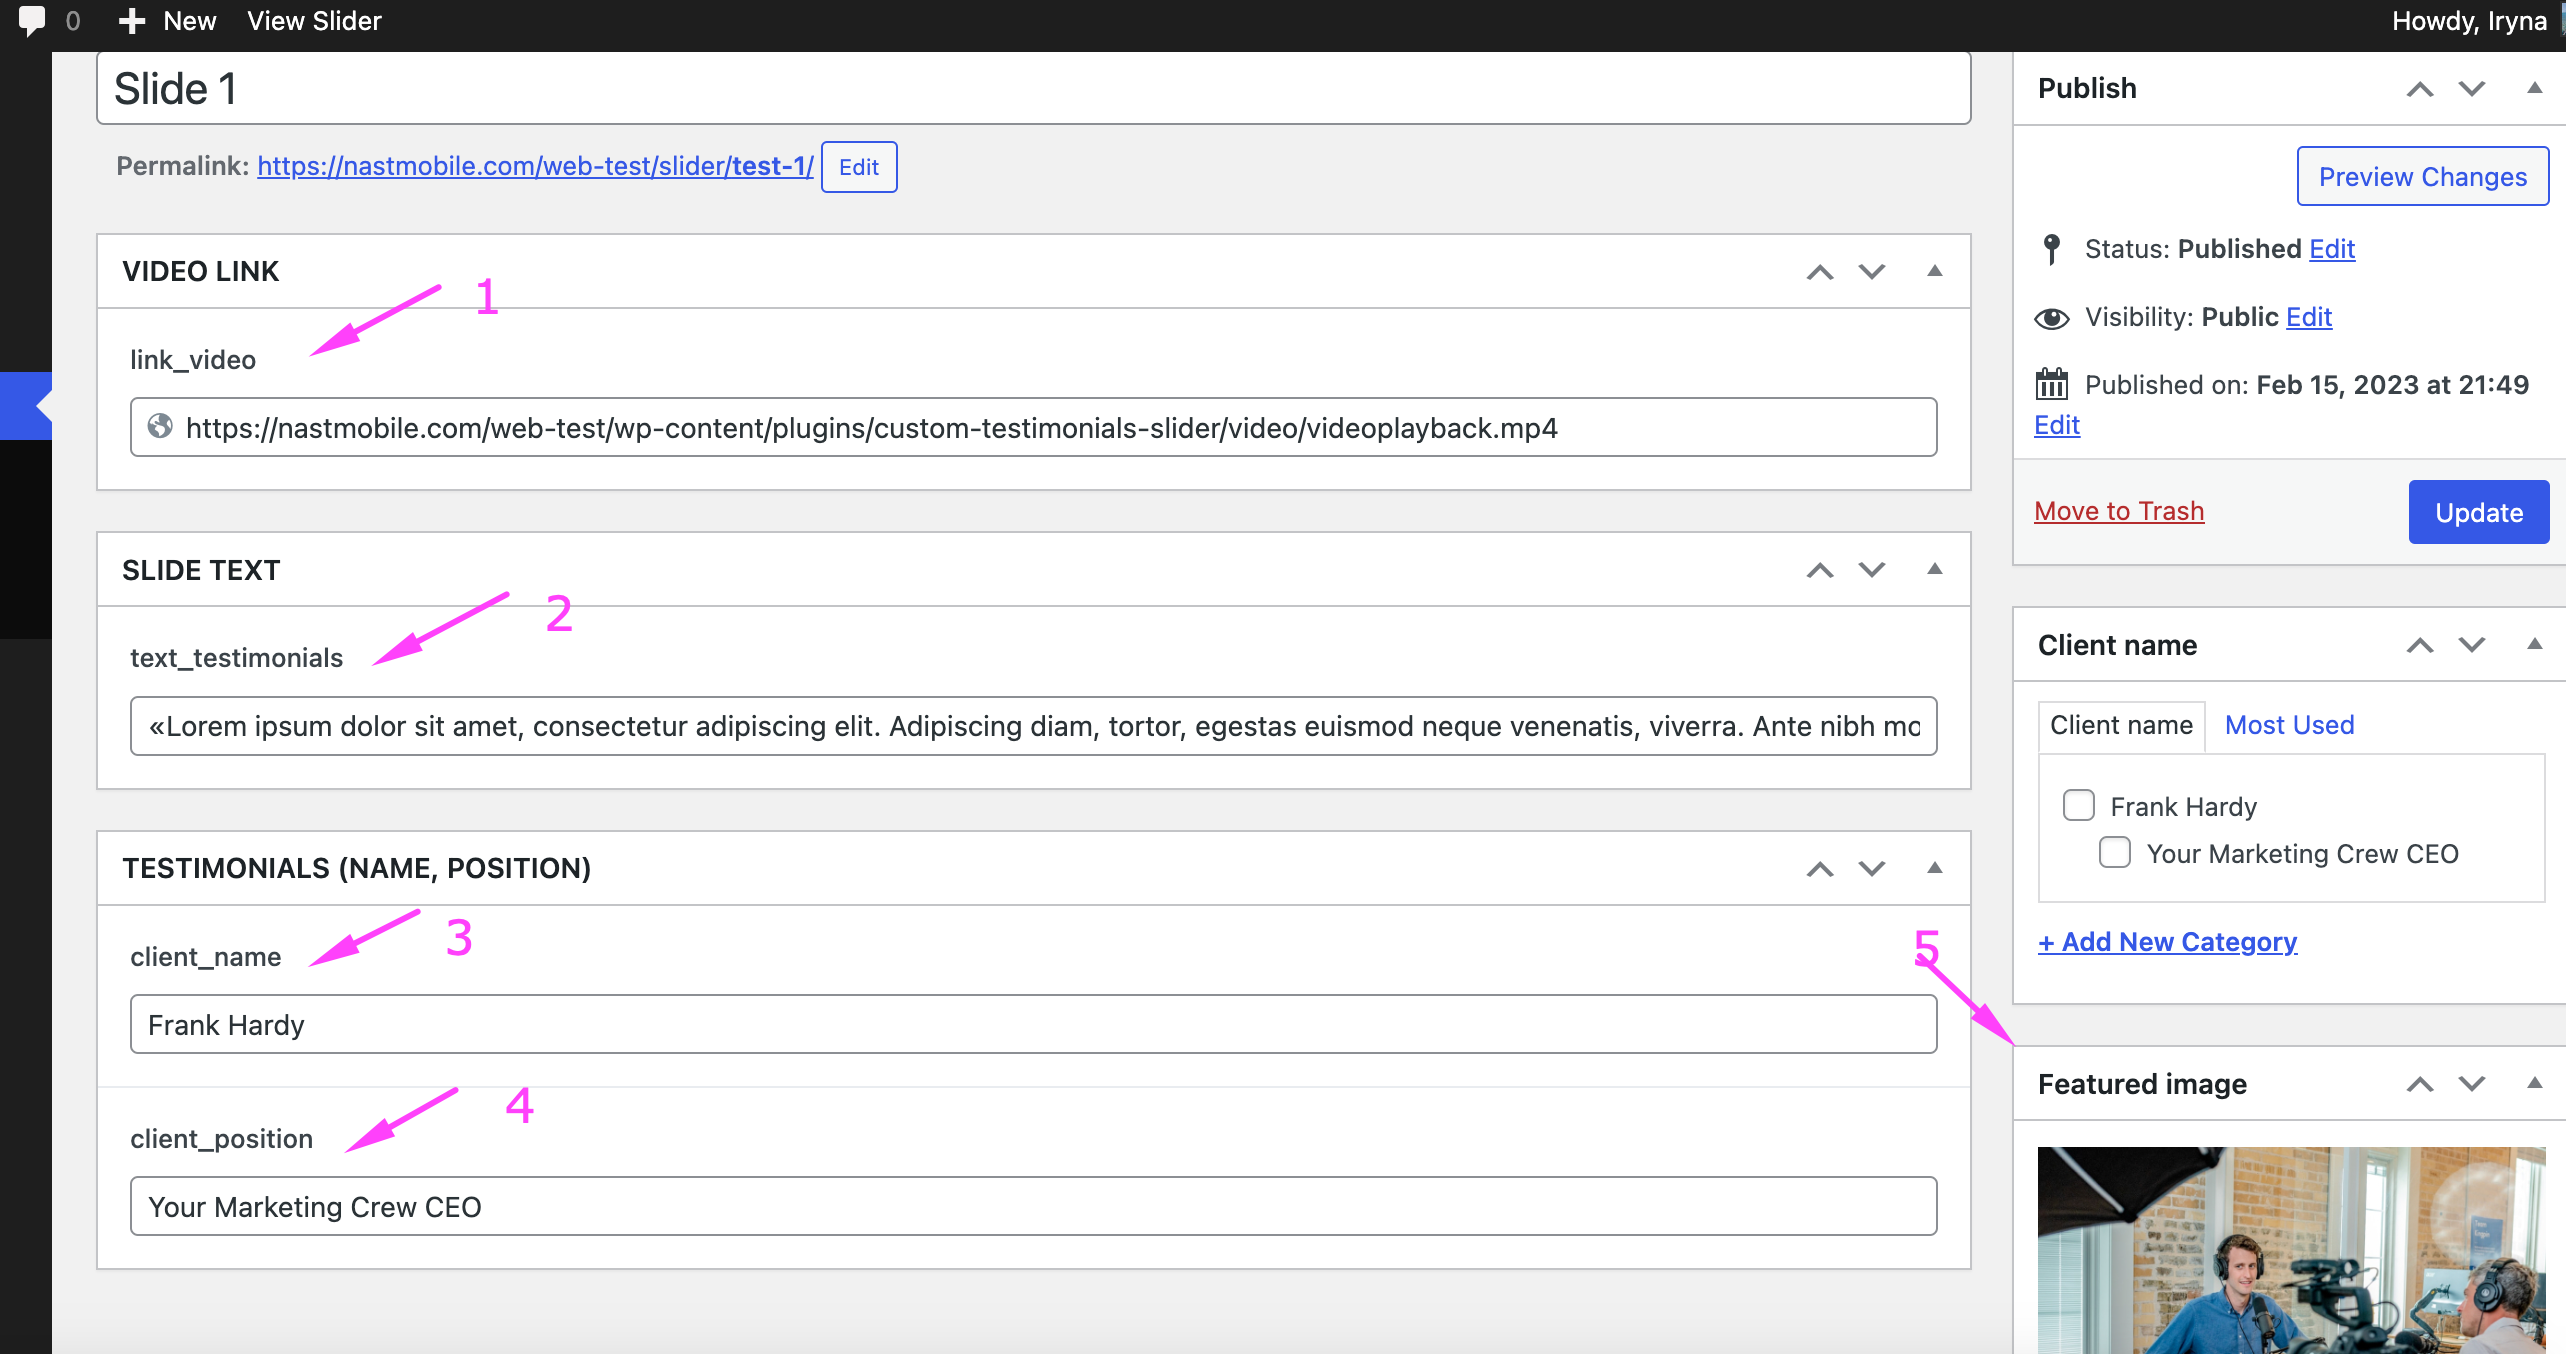 0 New View Slider Howdy, Iryna
Slide 1
Permalink: https://nastmobile.com/web-test/slider/test-1/ Edit
VIDEO LINK
1
link_video
https://nastmobile.com/web-test/wp-content/plugins/custom-testimonials-slider/video/videoplayback.mp4
SLIDE TEXT
2
text_testimonials
«Lorem ipsum dolor sit amet, consectetur adipiscing elit. Adipiscing diam, tortor, egestas euismod neque venenatis, viverra. Ante nibh mo
TESTIMONIALS (NAME, POSITION)
3
client_name
Frank Hardy
4
client_position
Your Marketing Crew CEO
Publish
Preview Changes
Status: Published Edit
Visibility: Public Edit
Published on: Feb 15, 2023 at 21:49
Edit
Move to Trash Update
Client name
Client name Most Used
Frank Hardy
Your Marketing Crew CEO
+ Add New Category
5
Featured image